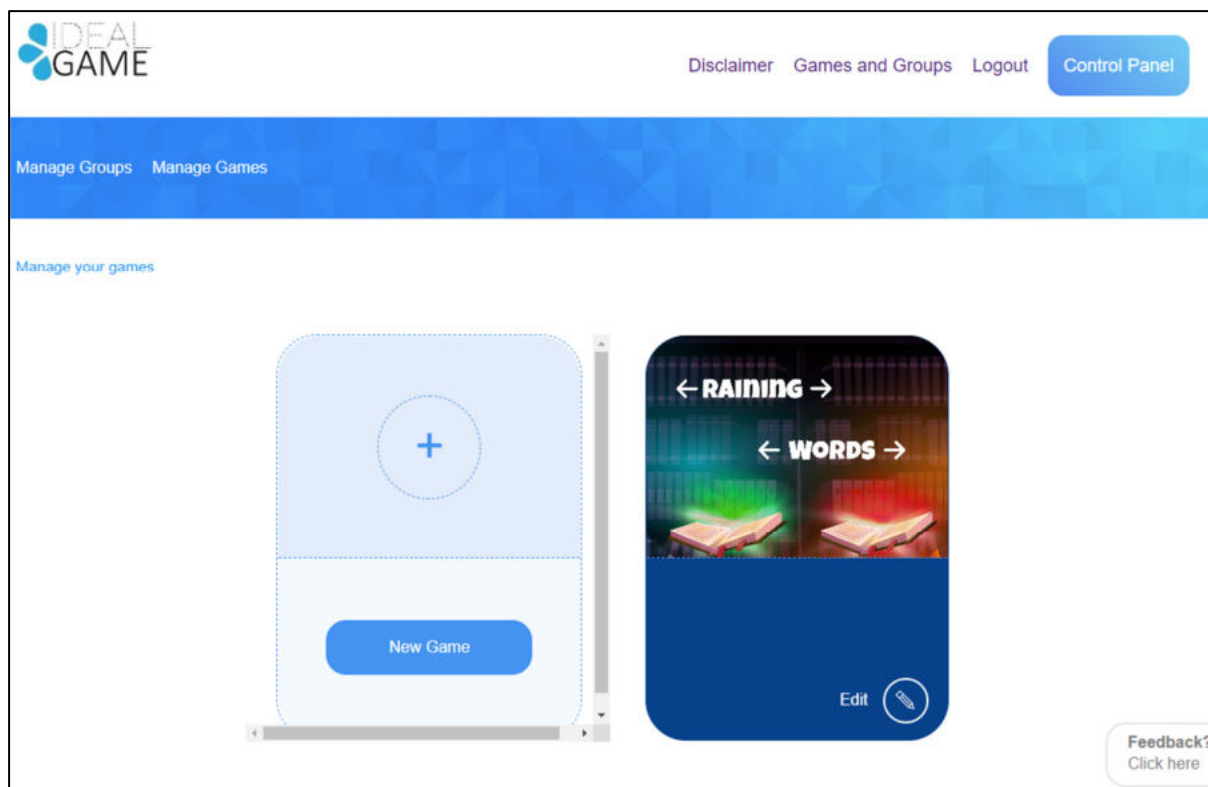 IDEAL
GAME
Disclaimer Games and Groups Logout Control Panel
Manage Groups Manage Games
Manage your games
← RAINING →
← WORDS →
New Game
Edit
Feedback?
Click here